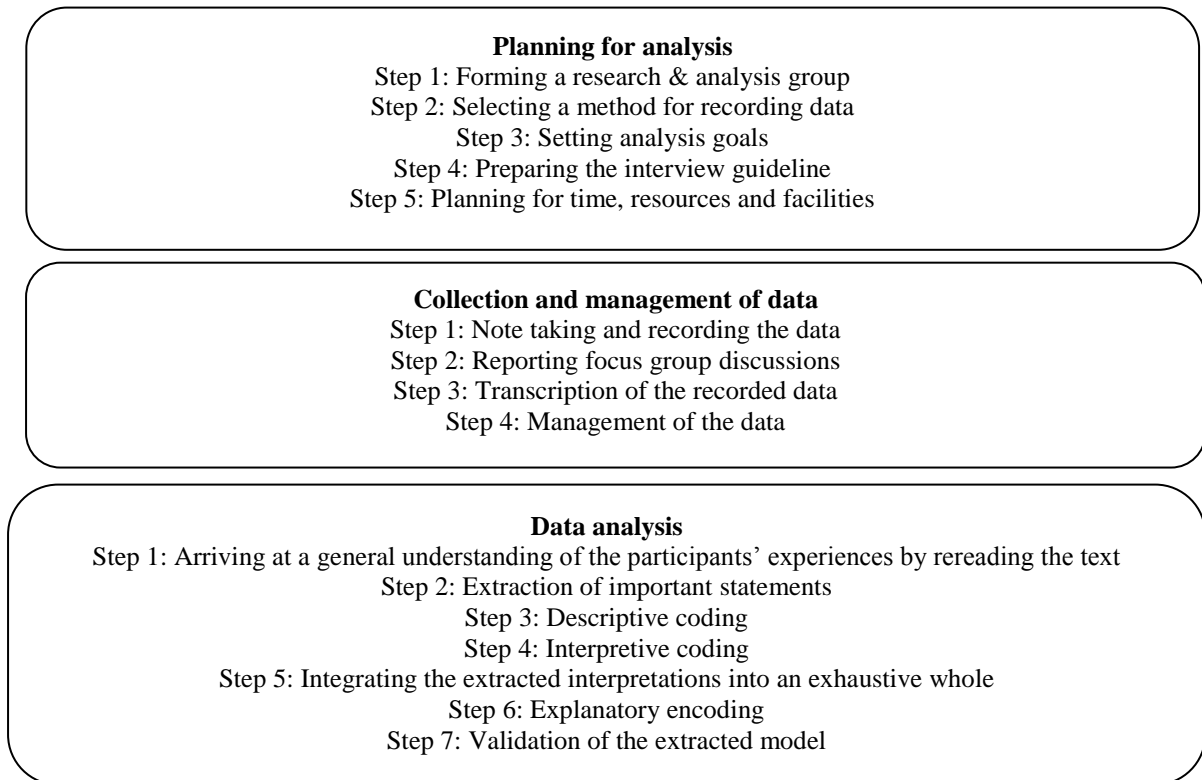 Planning for analysis
Step 1: Forming a research & analysis group
Step 2: Selecting a method for recording data
Step 3: Setting analysis goals
Step 4: Preparing the interview guideline
Step 5: Planning for time, resources and facilities
Collection and management of data
Step 1: Note taking and recording the data
Step 2: Reporting focus group discussions
Step 3: Transcription of the recorded data
Step 4: Management of the data
Data analysis
Step 1: Arriving at a general understanding of the participants’ experiences by rereading the text
Step 2: Extraction of important statements
Step 3: Descriptive coding
Step 4: Interpretive coding
Step 5: Integrating the extracted interpretations into an exhaustive whole
Step 6: Explanatory encoding
Step 7: Validation of the extracted model